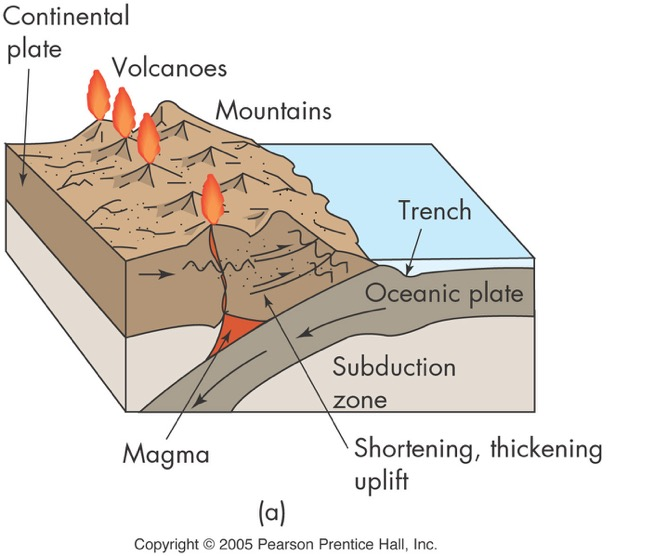 Continental
plate
Volcanoes
Mountains
Trench
Oceanic plate
Subduction
zone
Magma
Shortening, thickening
uplift
(a)
Copyright © 2005 Pearson Prentice Hall, Inc.